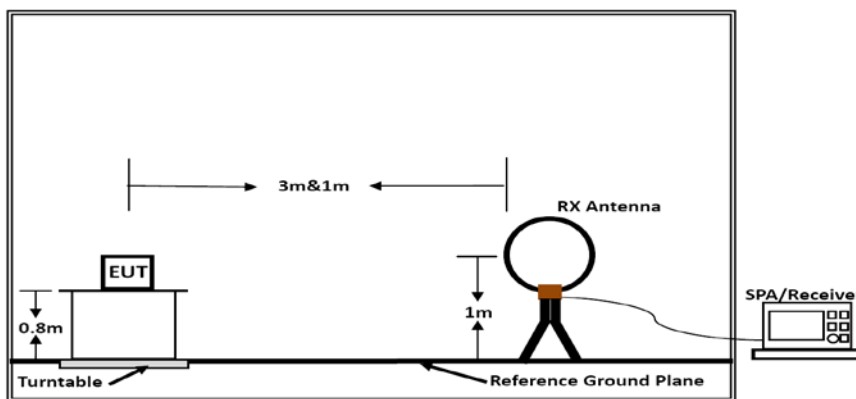 3m&1m
RX Antenna
EUT
SPA/Receive
0.8m
1m
Turntable
Reference Ground Plane